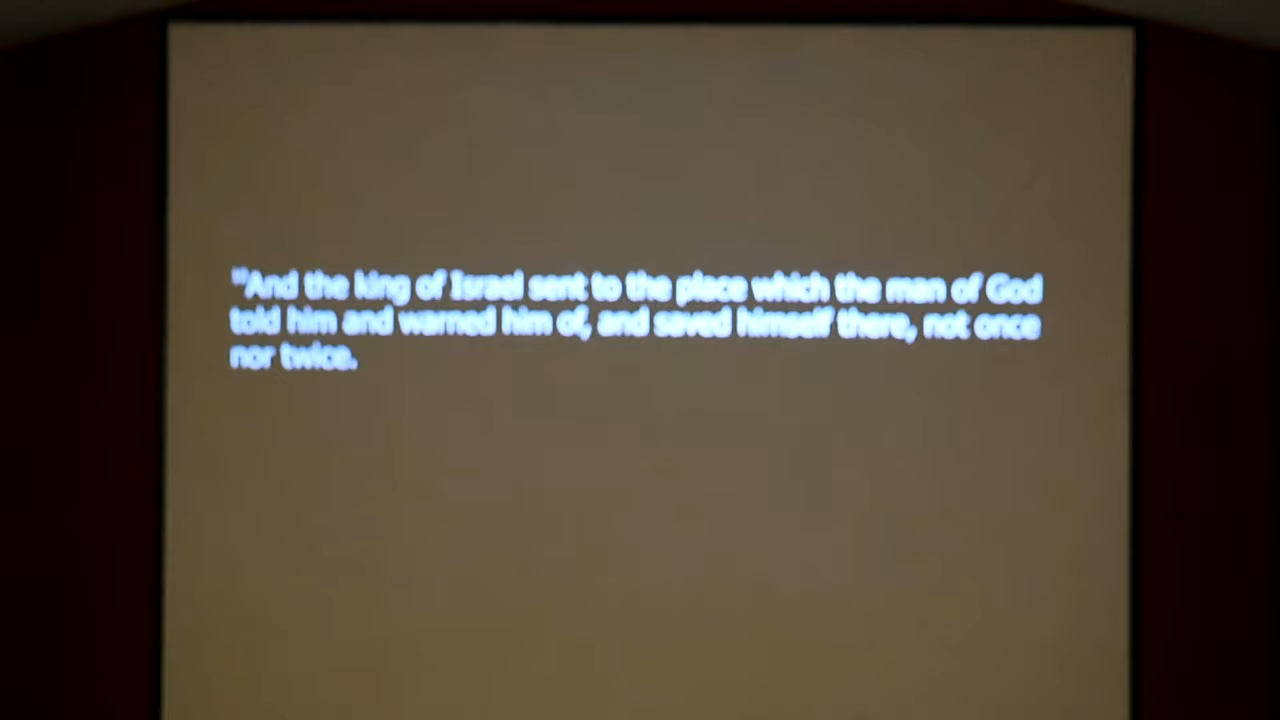 "And the king of Israel sent to the place which the man of God
told him and warned him of, and saved himself there, not once
nor twice.